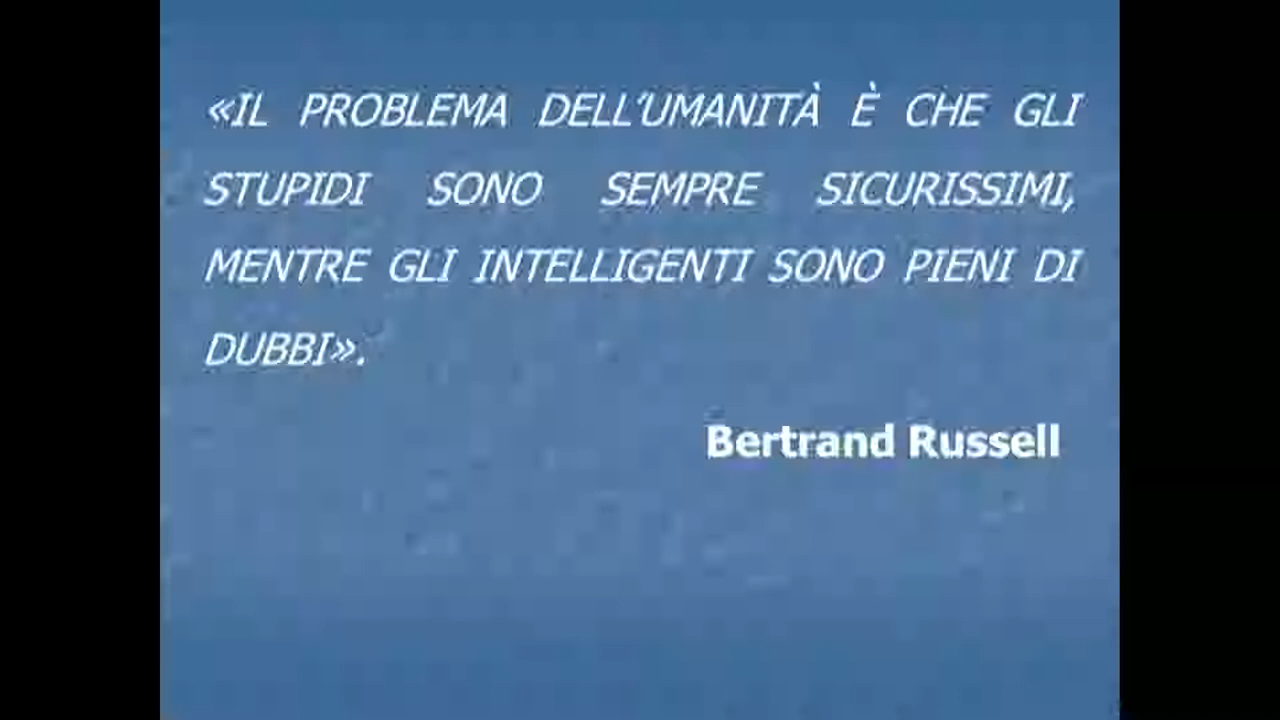 «IL PROBLEMA DELL'UMANITÀ È CHE GLI
STUPIDI SONO SEMPRE SICURISSIMI,
MENTRE GLI INTELLIGENTI SONO PIENI DI
DUBBI».
Bertrand Russell